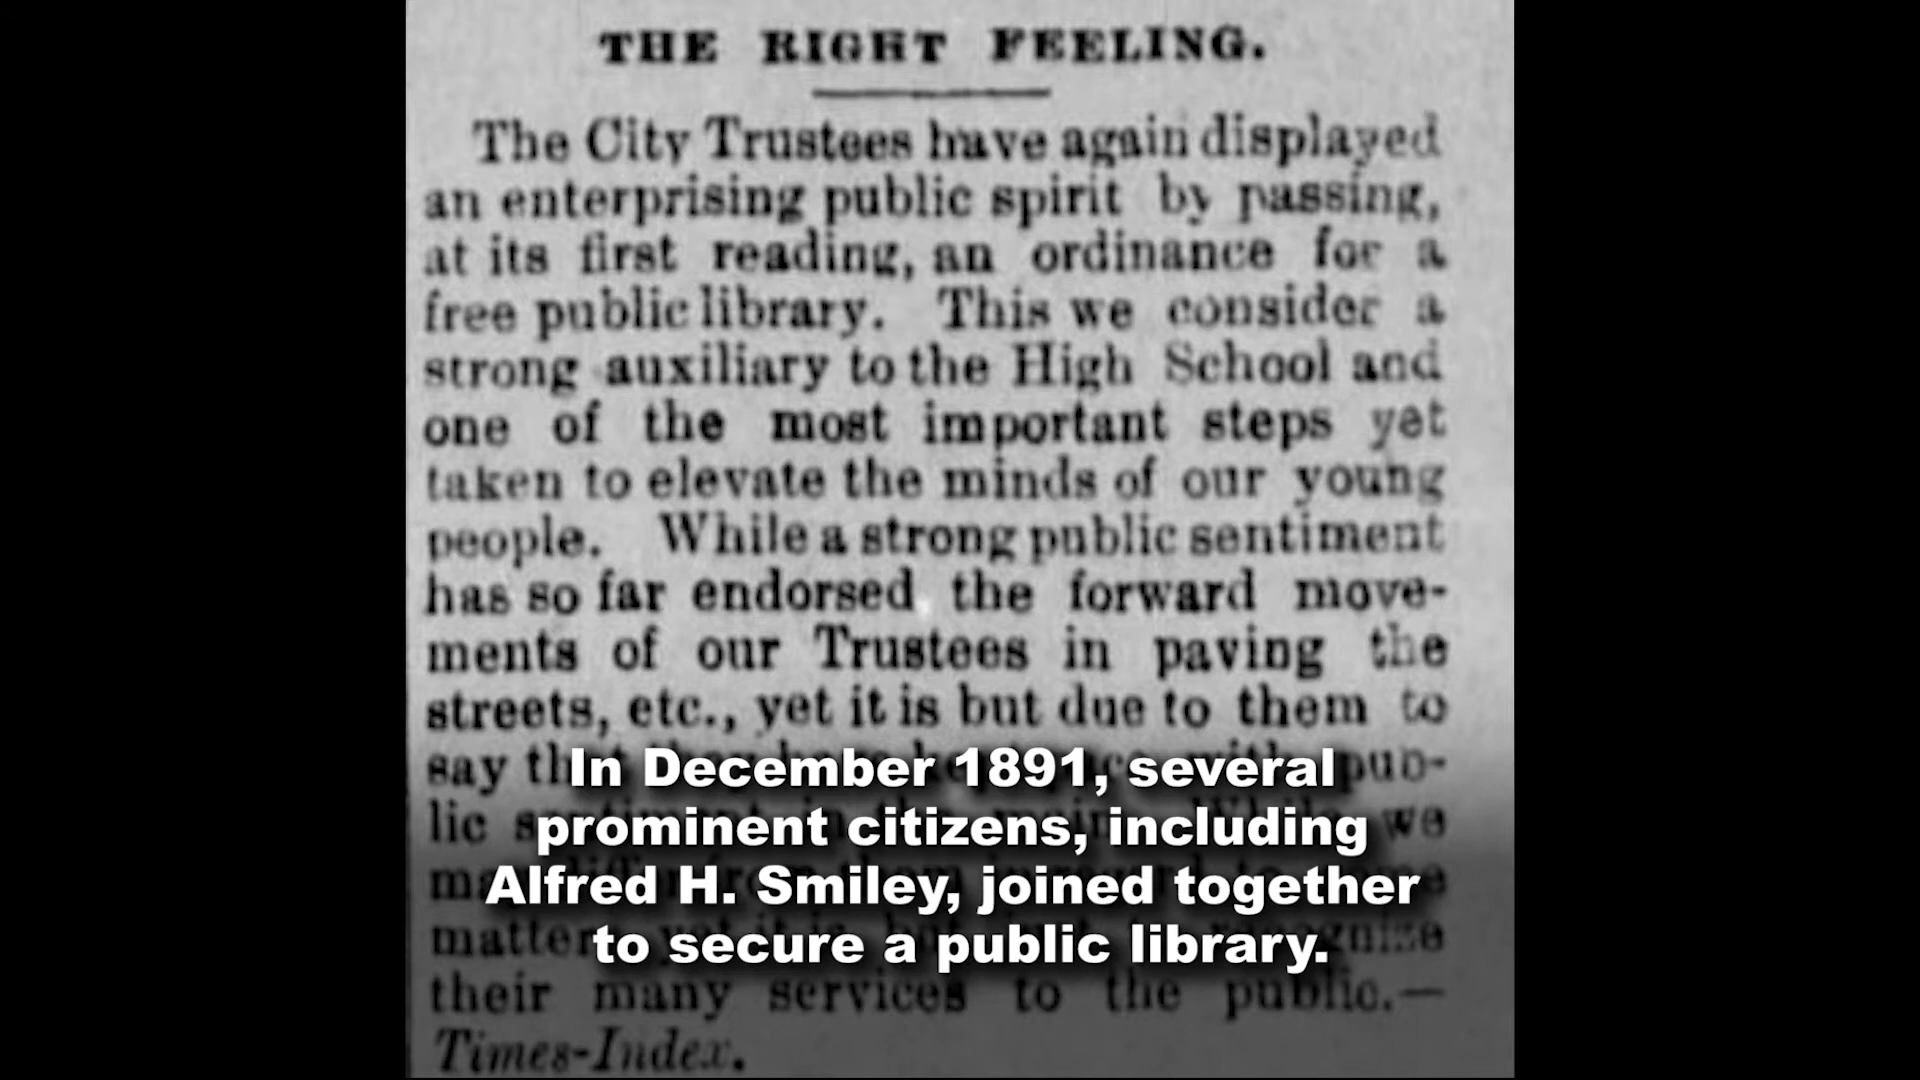 THE RIGHT FEELING.
The City Trustees have again displayed
an enterprising public spirit by passing,
at its first reading, an ordinance for a
free public library. This we consider a
strong auxiliary to the High School and
one of the most important steps yet
taken to elevate the minds of our young
people. While a strong public sentiment
has so far endorsed the forward move-
ments of our Trustees in paving the
streets, etc., yet it is but due to them to
say pub-
lic we
matter
their many services to the public.—
Times-Index.
In December 1891, several
prominent citizens, including
Alfred H. Smiley, joined together
to secure a public library.